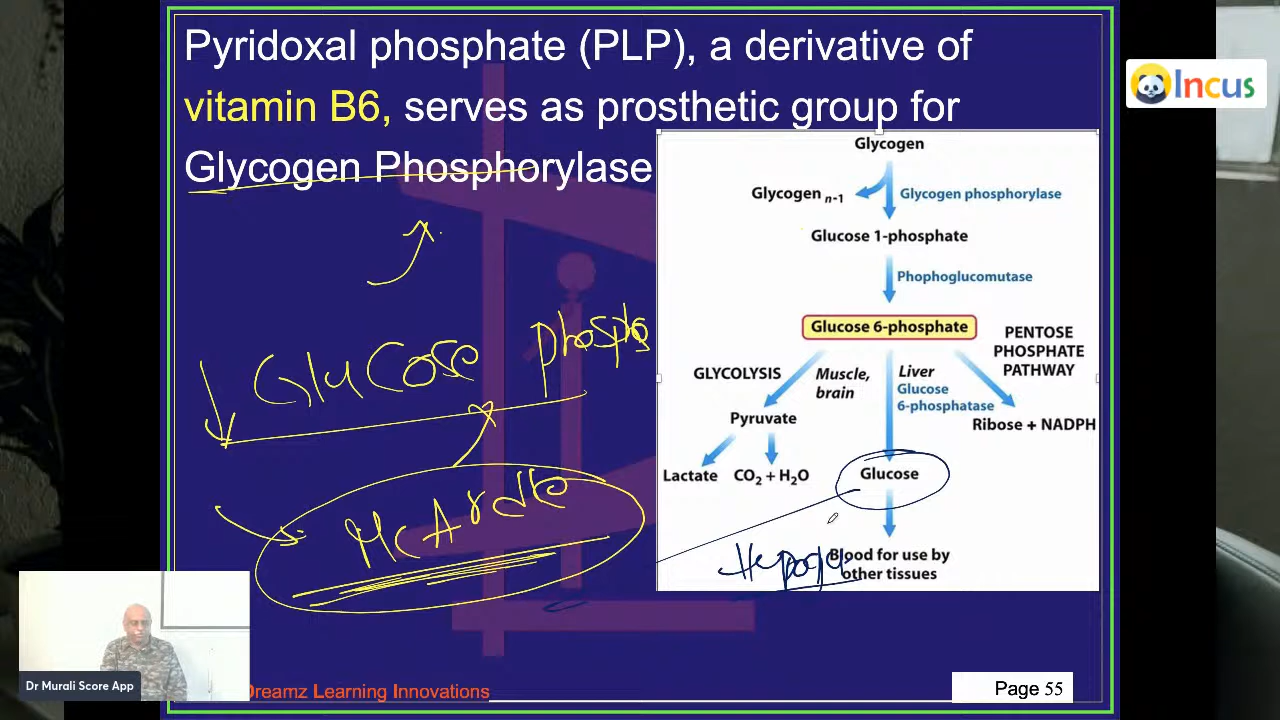 Pyridoxal phosphate (PLP), a derivative of
vitamin B6, serves as prosthetic group for
Glycogen Phosphorylase
Incus
Glycogen
Glycogen n-1
Glycogen phosphorylase
Glucose 1-phosphate
Phophoglucomutase
Glucose 6-phosphate
PENTOSE
PHOSPHATE
PATHWAY
GLYCOLYSIS
Muscle,
brain
Liver
Glucose
6-phosphatase
Pyruvate
Ribose + NADPH
Lactate
CO2 + H2O
Glucose
Blood for use by
other tissues
Glucose phospho
McArdle
Dr Murali Score App
Dreamz Learning Innovations
Page 55